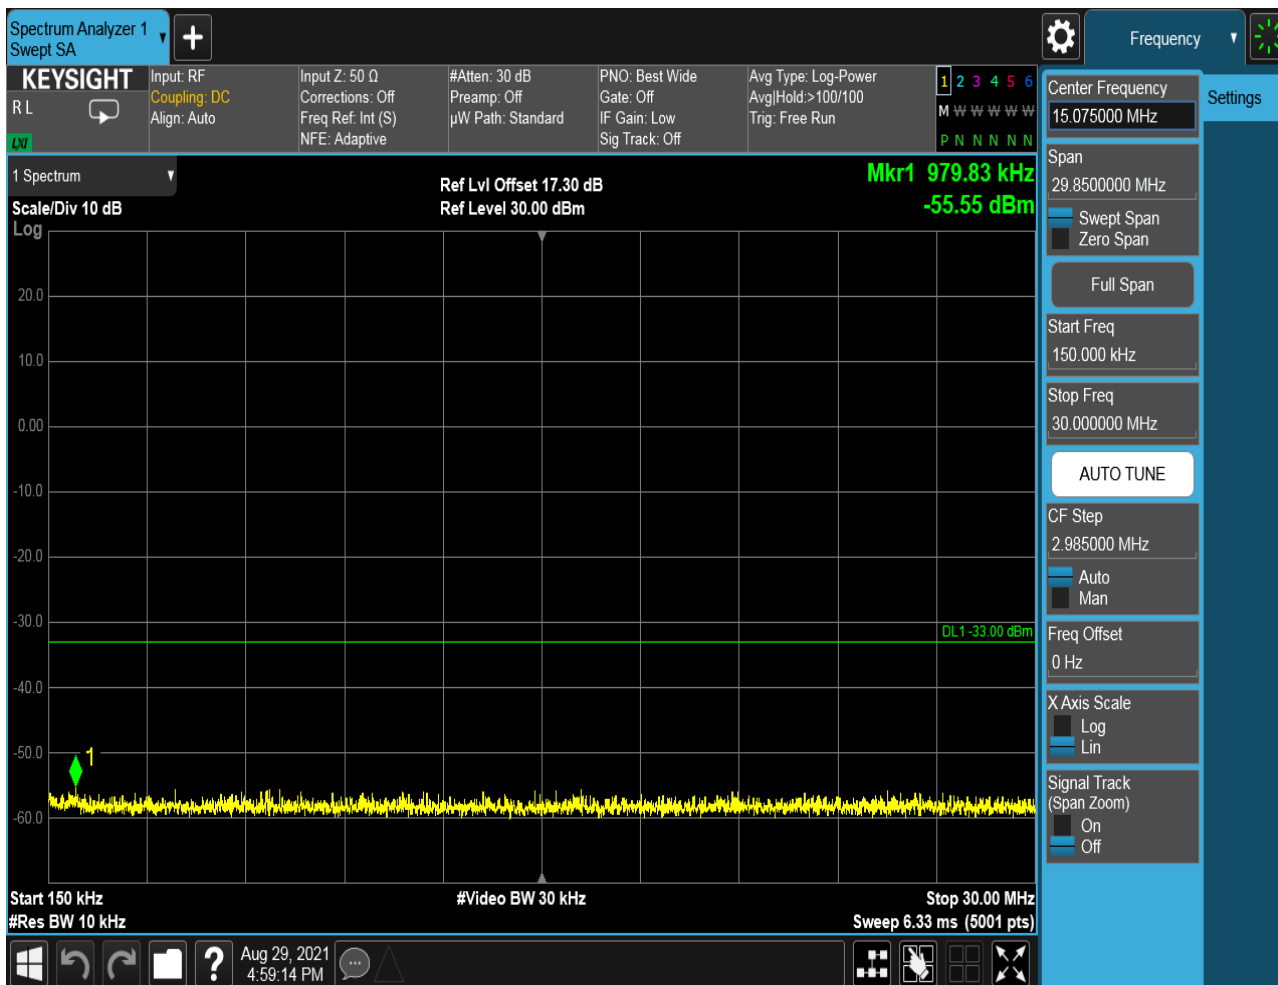 Spectrum Analyzer 1
Swept SA
Frequency
KEYSIGHT
R L
LXI
Input: RF
Coupling: DC
Align: Auto
Input Z: 50 Ω
Corrections: Off
Freq Ref: Int (S)
NFE: Adaptive
#Atten: 30 dB
Preamp: Off
µW Path: Standard
PNO: Best Wide
Gate: Off
IF Gain: Low
Sig Track: Off
Avg Type: Log-Power
Avg|Hold:>100/100
Trig: Free Run
1 2 3 4 5 6
M W W W W W
P N N N N N
1 Spectrum
Scale/Div 10 dB
Log
Ref Lvl Offset 17.30 dB
Ref Level 30.00 dBm
Mkr1 979.83 kHz
-55.55 dBm
20.0
10.0
0.00
-10.0
-20.0
-30.0
DL1 -33.00 dBm
-40.0
-50.0
1
-60.0
Start 150 kHz
#Video BW 30 kHz
Stop 30.00 MHz
#Res BW 10 kHz
Sweep 6.33 ms (5001 pts)
?
Aug 29, 2021
4:59:14 PM
Center Frequency
15.075000 MHz
Settings
Span
29.8500000 MHz
Swept Span
Zero Span
Full Span
Start Freq
150.000 kHz
Stop Freq
30.000000 MHz
AUTO TUNE
CF Step
2.985000 MHz
Auto
Man
Freq Offset
0 Hz
X Axis Scale
Log
Lin
Signal Track
(Span Zoom)
On
Off